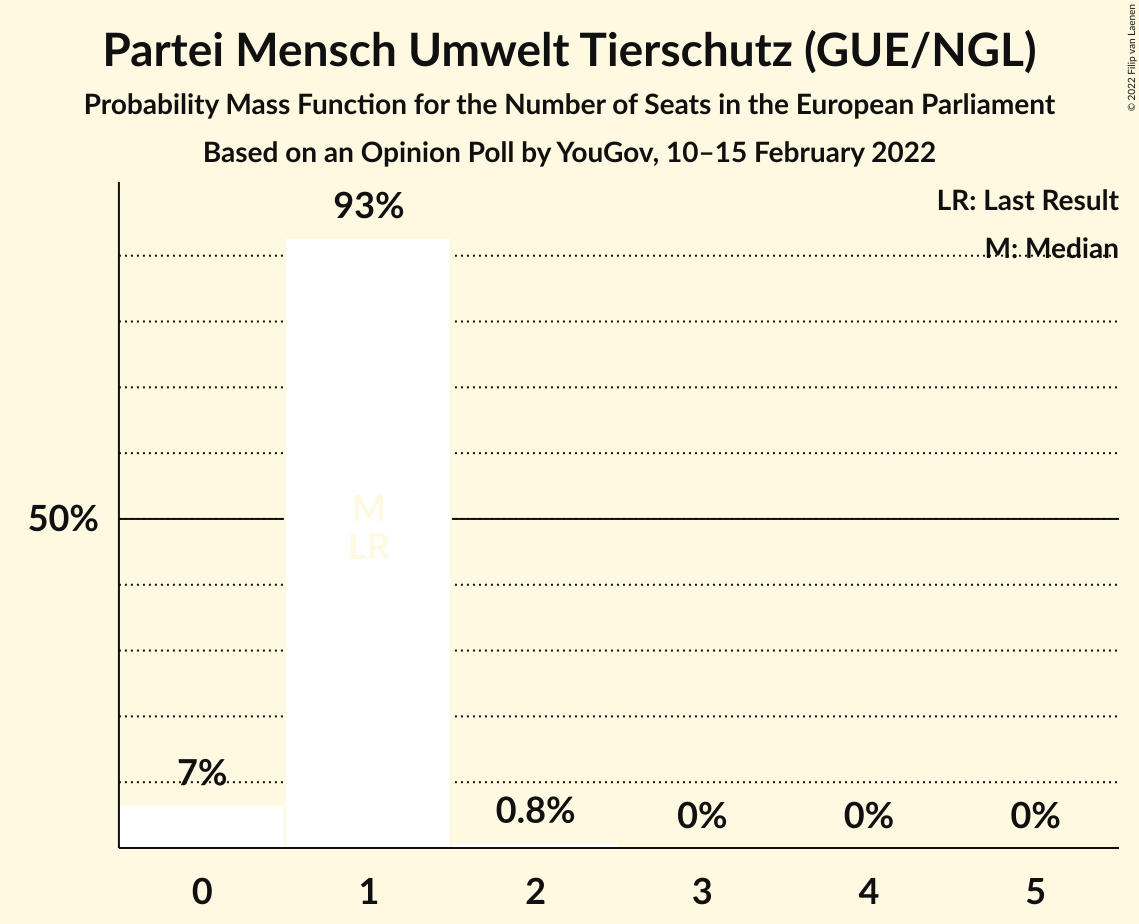 Partei Mensch Umwelt Tierschutz (GUE/NGL)
Probability Mass Function for the Number of Seats in the European Parliament
Based on an Opinion Poll by YouGov, 10–15 February 2022
© 2022 Filip van Laenen
LR: Last Result
M: Median
93%
50%
M
LR
7%
0.8%
0%
0%
0%
0 1 2 3 4 5